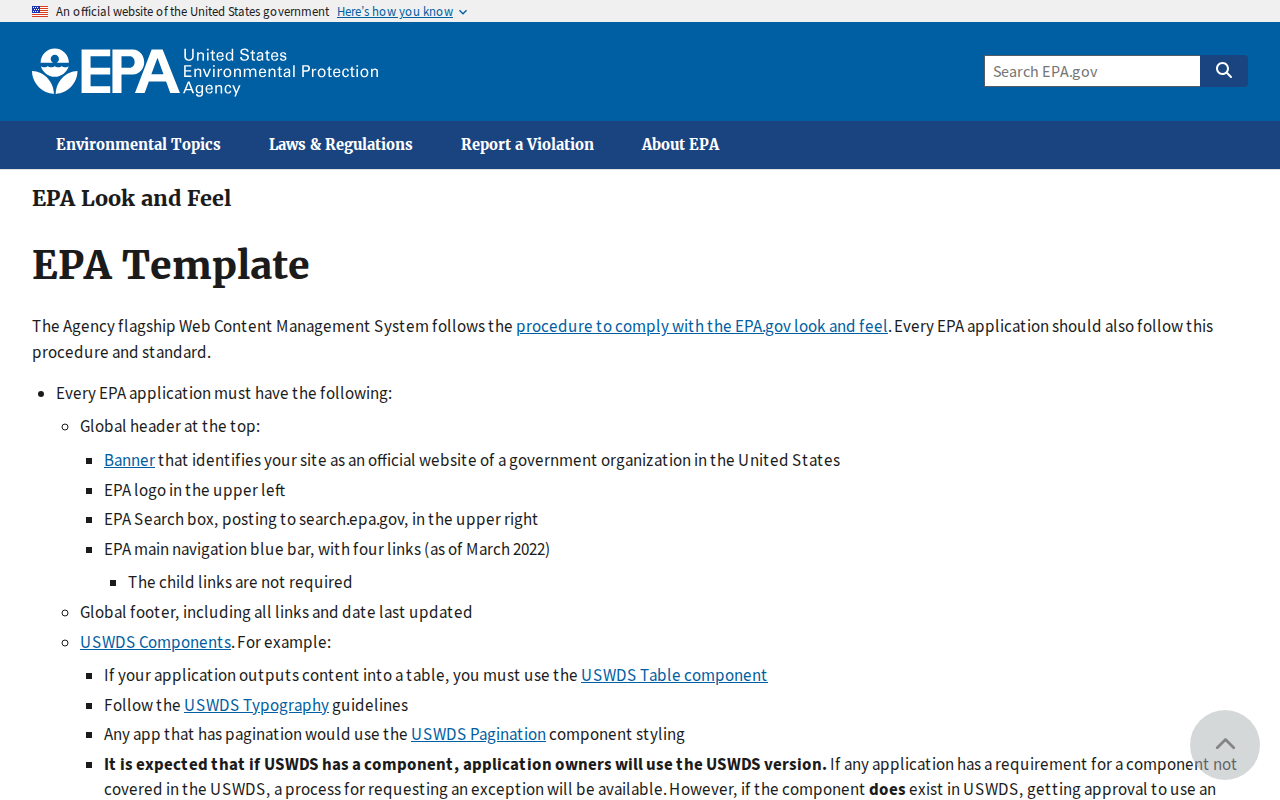 An official website of the United States government Here's how you know
EPA United States
Environmental Protection
Agency
Search EPA.gov
Environmental Topics Laws & Regulations Report a Violation About EPA
EPA Look and Feel
EPA Template
The Agency flagship Web Content Management System follows the procedure to comply with the EPA.gov look and feel. Every EPA application should also follow this
procedure and standard.
Every EPA application must have the following:
Global header at the top:
Banner that identifies your site as an official website of a government organization in the United States
EPA logo in the upper left
EPA Search box, posting to search.epa.gov, in the upper right
EPA main navigation blue bar, with four links (as of March 2022)
The child links are not required
Global footer, including all links and date last updated
USWDS Components. For example:
If your application outputs content into a table, you must use the USWDS Table component
Follow the USWDS Typography guidelines
Any app that has pagination would use the USWDS Pagination component styling
It is expected that if USWDS has a component, application owners will use the USWDS version. If any application has a requirement for a component not
covered in the USWDS, a process for requesting an exception will be available. However, if the component does exist in USWDS, getting approval to use an